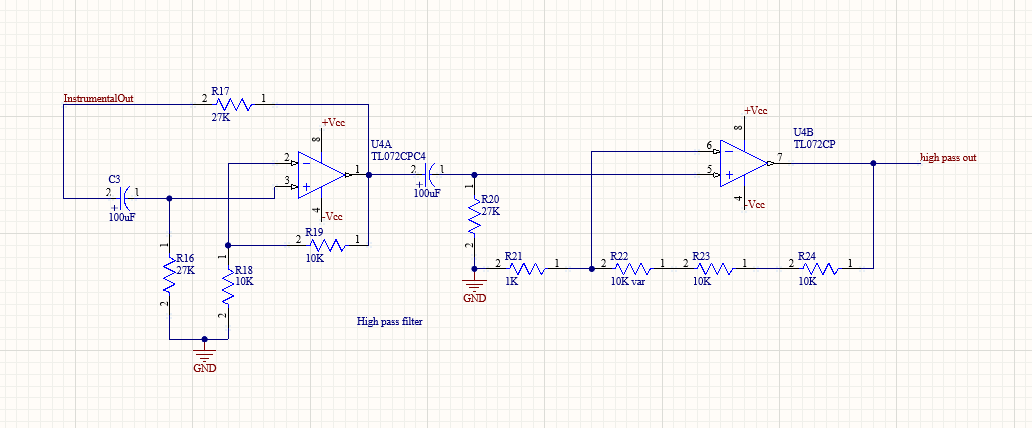 InstrumentalOut
2
R17
1
27K
+Vcc
8
U4A
TL072CP
2
3
1
4
-Vcc
C3
2
1
+
100uF
C4
2
1
+
100uF
1
R16
27K
2
1
R18
10K
2
2
R19
1
10K
GND
High pass filter
1
R20
27K
2
GND
2
R21
1
1K
2
R22
1
10K var
2
R23
1
10K
2
R24
1
10K
+Vcc
8
U4B
TL072CP
6
5
7
4
-Vcc
high pass out